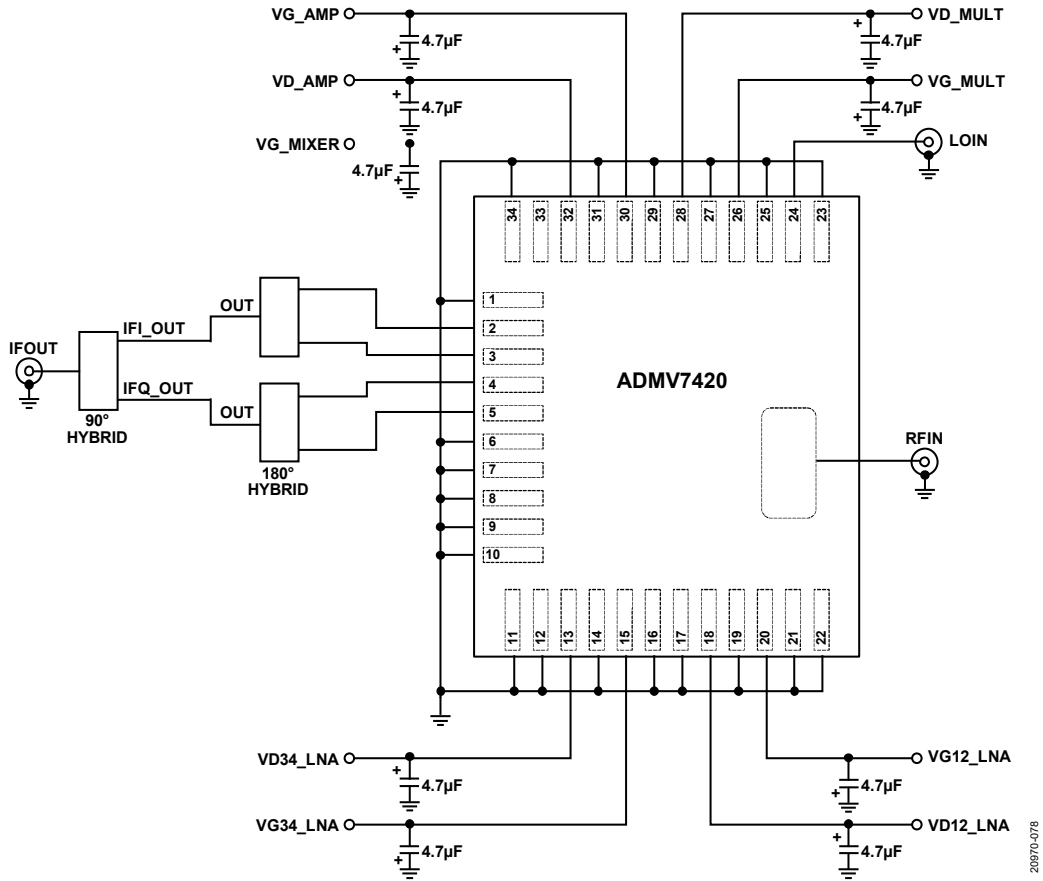 VG_AMP
4.7µF
+
VD_MULT
+
4.7µF
VD_AMP
+
4.7µF
VG_MULT
4.7µF
+
VG_MIXER
4.7µF
+
LOIN
34 33 32 31 30 29 28 27 26 25 24 23
1
2
3
4
5
6
7
8
9
10
OUT
IFI_OUT
IFOUT
IFQ_OUT
OUT
90°
HYBRID
180°
HYBRID
ADMV7420
RFIN
11 12 13 14 15 16 17 18 19 20 21 22
VD34_LNA
+
4.7µF
VG12_LNA
4.7µF
+
VG34_LNA
4.7µF
+
VD12_LNA
+
4.7µF
20970-078